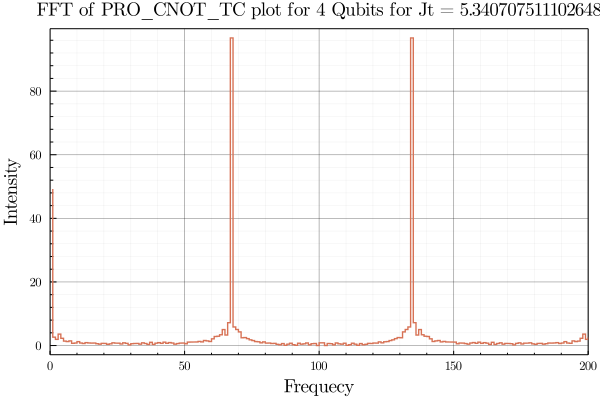 FFT of PRO_CNOT_TC plot for 4 Qubits for Jt = 5.340707511102648
Intensity
80
60
40
20
0
0 50 100 150 200
Frequecy